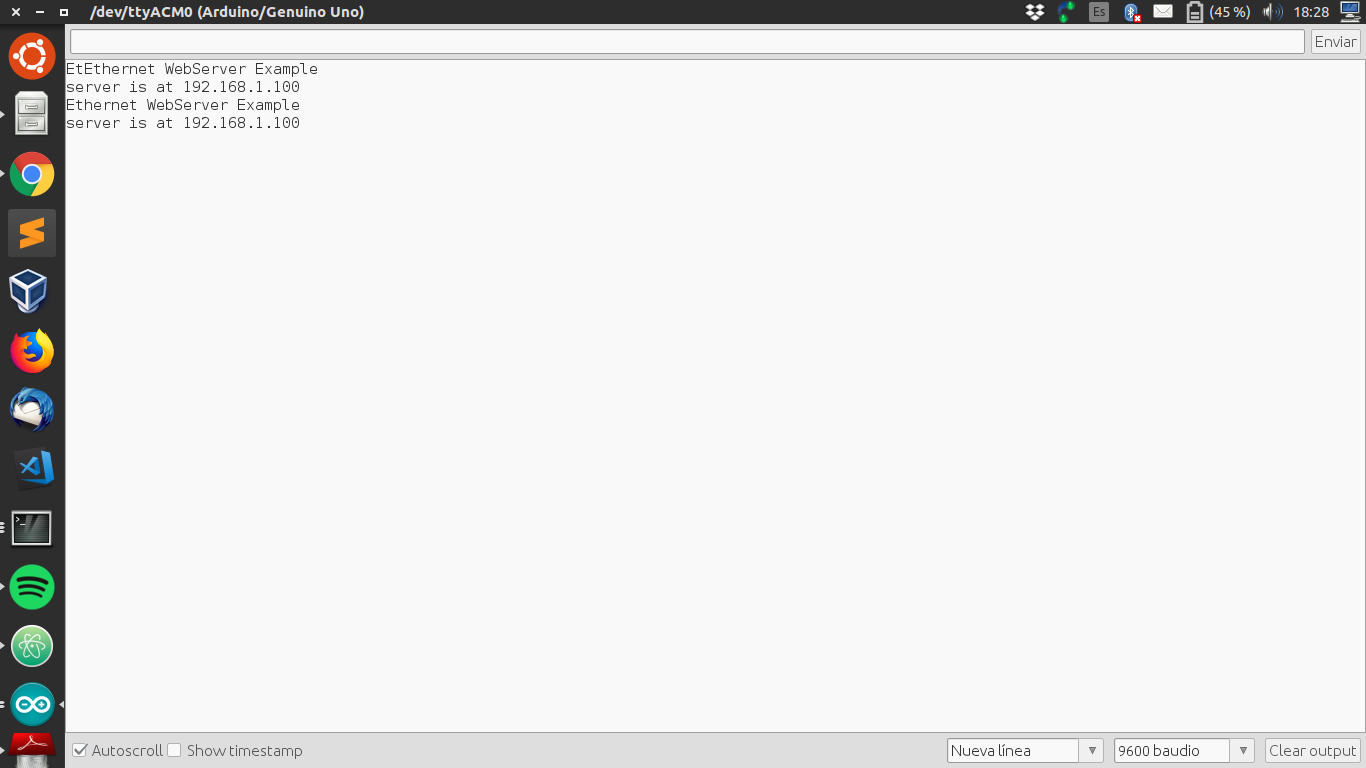 /dev/ttyACM0 (Arduino/Genuino Uno)
Es
(45 %)
18:28
Enviar
EtEthernet WebServer Example
server is at 192.168.1.100
Ethernet WebServer Example
server is at 192.168.1.100
Autoscroll
Show timestamp
Nueva línea
9600 baudio
Clear output